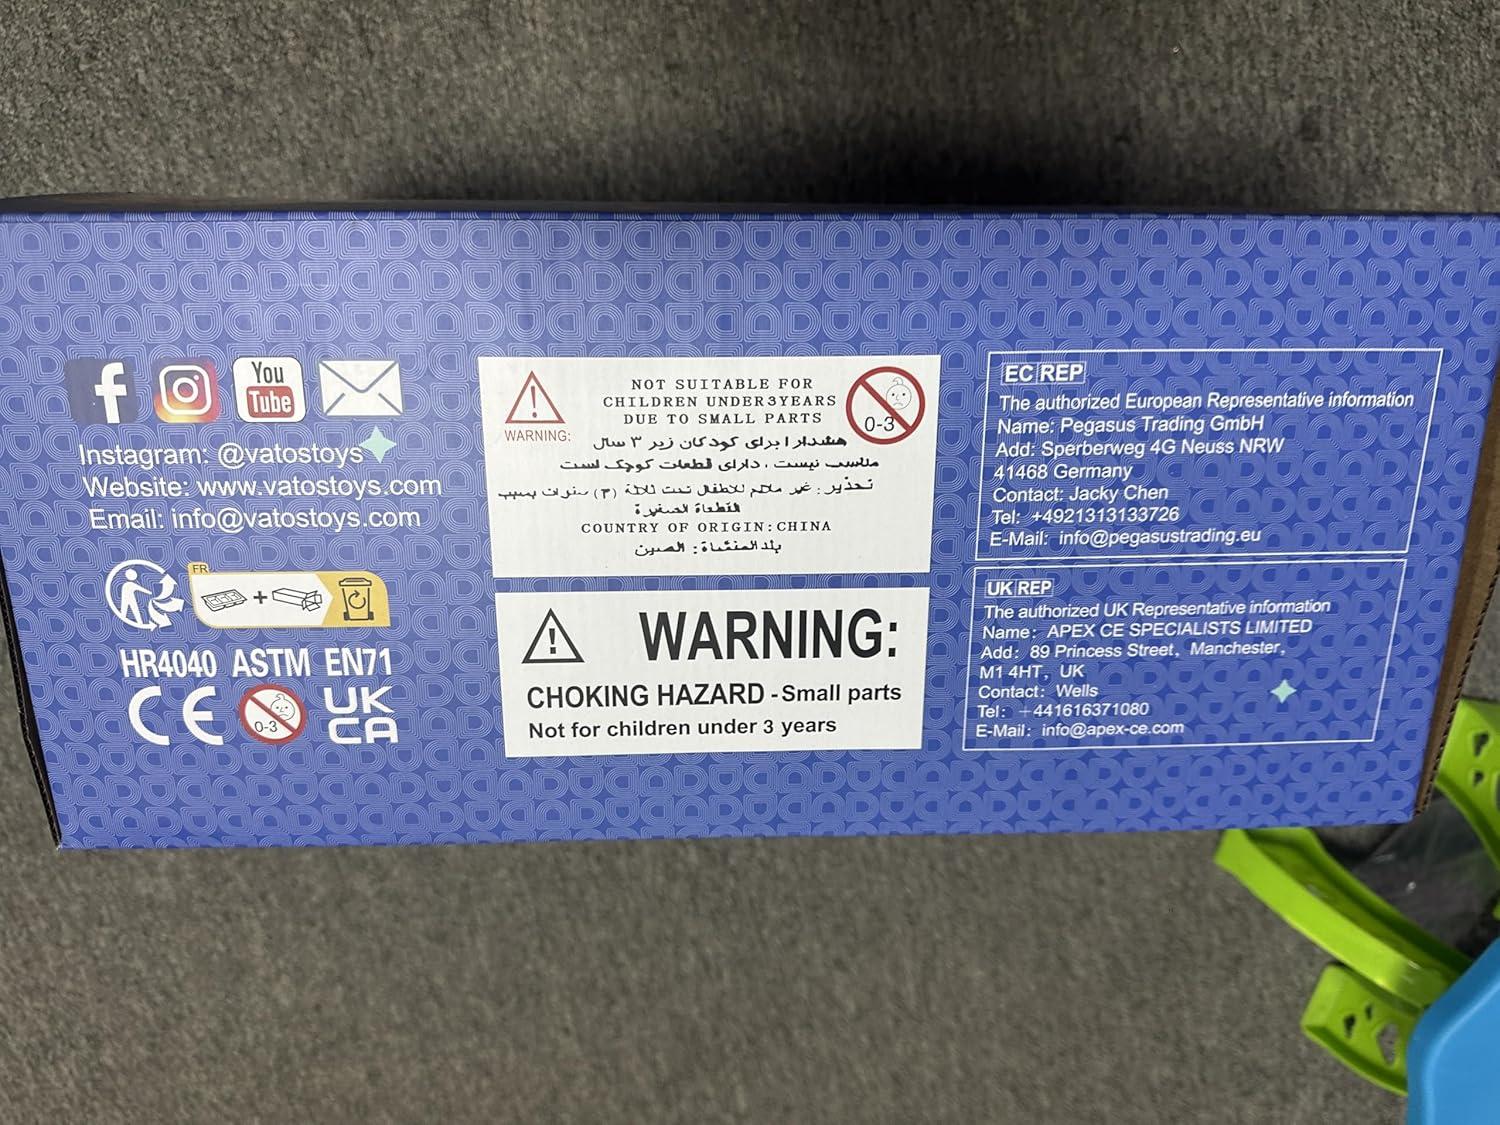 f
You
Tube
Instagram: @vatostoys
Website: www.vatostoys.com
Email: info@vatostoys.com
FR
+
HR4040 ASTM EN71
CE
0-3
UK
CA
WARNING:
NOT SUITABLE FOR
CHILDREN UNDER3YEARS
DUE TO SMALL PARTS
0-3
هشدار ! برای کودکان زیر ۳ سال
مناسب نیست ، دارای قطعات کوچک است
تحذير : غير ملائم للاطفال تحت ثلاثة (٣) سنوات بسبب
القطعاة الصغيرة
COUNTRY OF ORIGIN:CHINA
بلد المنشاة : الصين
WARNING:
CHOKING HAZARD - Small parts
Not for children under 3 years
EC REP
The authorized European Representative information
Name: Pegasus Trading GmbH
Add: Sperberweg 4G Neuss NRW
41468 Germany
Contact: Jacky Chen
Tel: +4921313133726
E-Mail: info@pegasustrading.eu
UK REP
The authorized UK Representative information
Name: APEX CE SPECIALISTS LIMITED
Add: 89 Princess Street, Manchester,
M1 4HT, UK
Contact: Wells
Tel: +441616371080
E-Mail: info@apex-ce.com